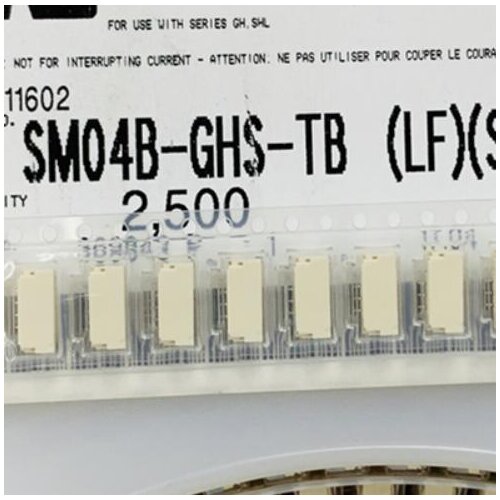 FOR USE WITH SERIES GH,SHL
NOT FOR INTERRUPTING CURRENT - ATTENTION: NE PAS UTILISER POUR COUPER LE COURA
11602
SM04B-GHS-TB (LF)(S
ITY
2,500